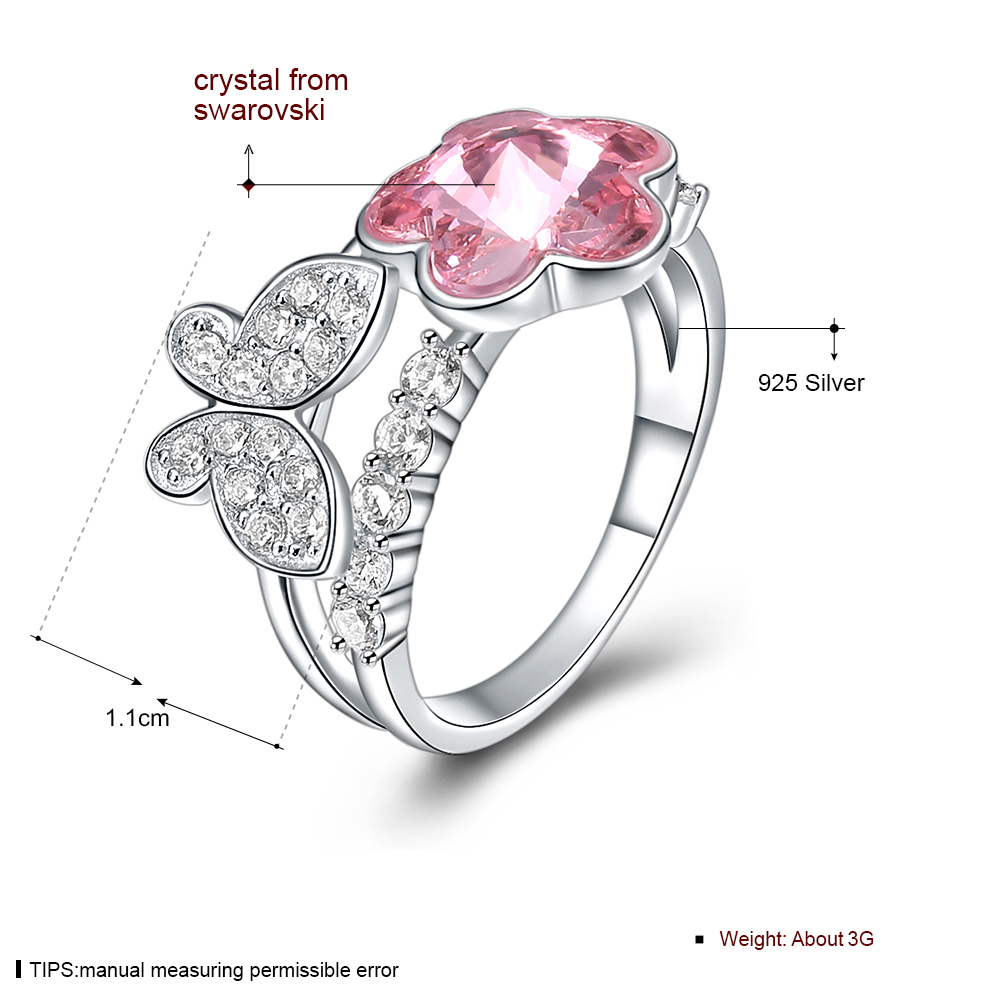 crystal from
swarovski
925 Silver
1.1cm
Weight: About 3G
TIPS:manual measuring permissible error